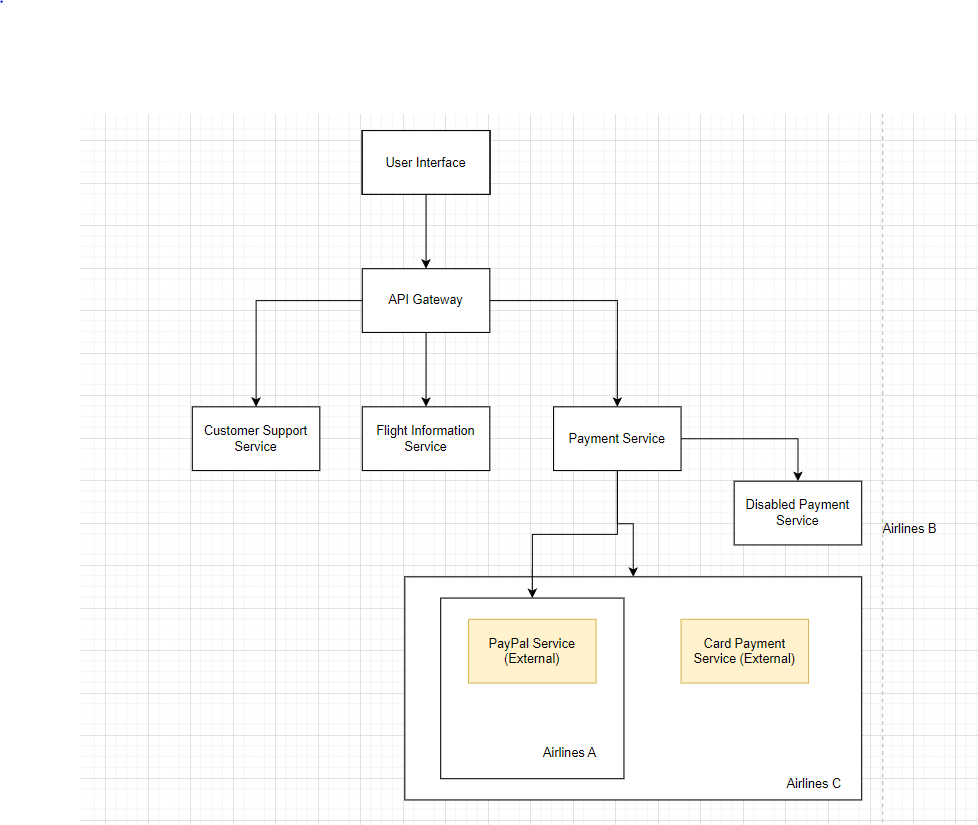 User Interface
API Gateway
Customer Support
Service
Flight Information
Service
Payment Service
Disabled Payment
Service
Airlines B
PayPal Service
(External)
Card Payment
Service (External)
Airlines A
Airlines C